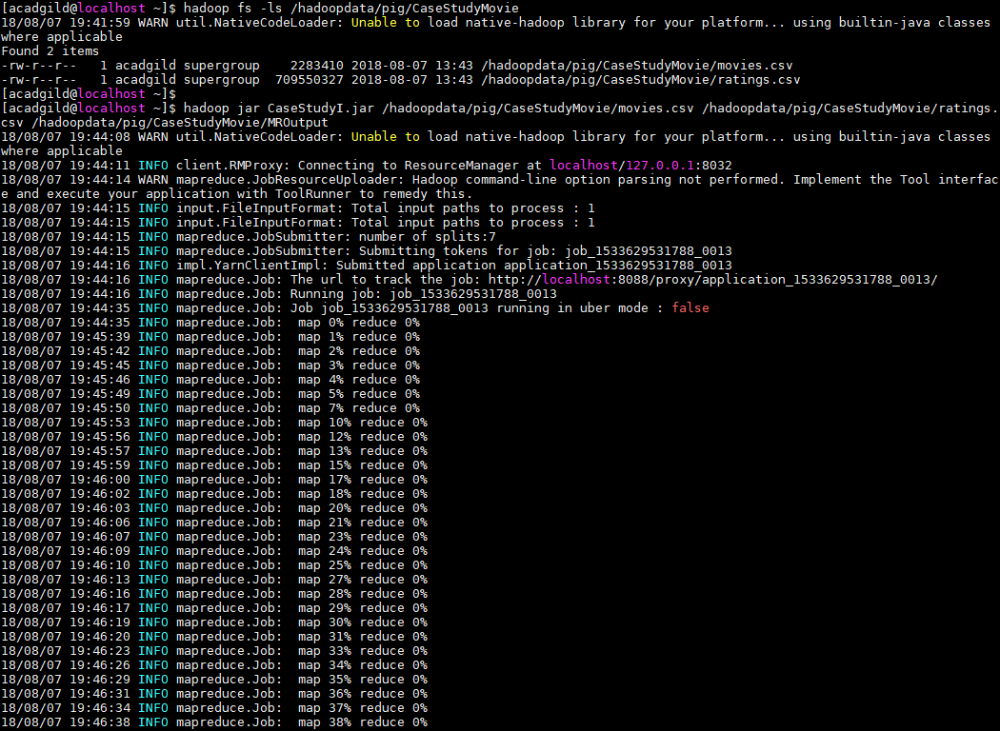 [acadgild@localhost ~]$ hadoop fs -ls /hadoopdata/pig/CaseStudyMovie
18/08/07 19:41:59 WARN util.NativeCodeLoader: Unable to load native-hadoop library for your platform... using builtin-java classes
where applicable
Found 2 items
-rw-r--r--   1 acadgild supergroup    2283410 2018-08-07 13:43 /hadoopdata/pig/CaseStudyMovie/movies.csv
-rw-r--r--   1 acadgild supergroup  709550327 2018-08-07 13:43 /hadoopdata/pig/CaseStudyMovie/ratings.csv
[acadgild@localhost ~]$
[acadgild@localhost ~]$ hadoop jar CaseStudyI.jar /hadoopdata/pig/CaseStudyMovie/movies.csv /hadoopdata/pig/CaseStudyMovie/ratings.
csv /hadoopdata/pig/CaseStudyMovie/MROutput
18/08/07 19:44:08 WARN util.NativeCodeLoader: Unable to load native-hadoop library for your platform... using builtin-java classes
where applicable
18/08/07 19:44:11 INFO client.RMProxy: Connecting to ResourceManager at localhost/127.0.0.1:8032
18/08/07 19:44:14 WARN mapreduce.JobResourceUploader: Hadoop command-line option parsing not performed. Implement the Tool interfac
e and execute your application with ToolRunner to remedy this.
18/08/07 19:44:15 INFO input.FileInputFormat: Total input paths to process : 1
18/08/07 19:44:15 INFO input.FileInputFormat: Total input paths to process : 1
18/08/07 19:44:15 INFO mapreduce.JobSubmitter: number of splits:7
18/08/07 19:44:15 INFO mapreduce.JobSubmitter: Submitting tokens for job: job_1533629531788_0013
18/08/07 19:44:16 INFO impl.YarnClientImpl: Submitted application application_1533629531788_0013
18/08/07 19:44:16 INFO mapreduce.Job: The url to track the job: http://localhost:8088/proxy/application_1533629531788_0013/
18/08/07 19:44:16 INFO mapreduce.Job: Running job: job_1533629531788_0013
18/08/07 19:44:35 INFO mapreduce.Job: Job job_1533629531788_0013 running in uber mode : false
18/08/07 19:44:35 INFO mapreduce.Job:  map 0% reduce 0%
18/08/07 19:45:39 INFO mapreduce.Job:  map 1% reduce 0%
18/08/07 19:45:42 INFO mapreduce.Job:  map 2% reduce 0%
18/08/07 19:45:45 INFO mapreduce.Job:  map 3% reduce 0%
18/08/07 19:45:46 INFO mapreduce.Job:  map 4% reduce 0%
18/08/07 19:45:49 INFO mapreduce.Job:  map 5% reduce 0%
18/08/07 19:45:50 INFO mapreduce.Job:  map 7% reduce 0%
18/08/07 19:45:53 INFO mapreduce.Job:  map 10% reduce 0%
18/08/07 19:45:56 INFO mapreduce.Job:  map 12% reduce 0%
18/08/07 19:45:57 INFO mapreduce.Job:  map 13% reduce 0%
18/08/07 19:45:59 INFO mapreduce.Job:  map 15% reduce 0%
18/08/07 19:46:00 INFO mapreduce.Job:  map 17% reduce 0%
18/08/07 19:46:02 INFO mapreduce.Job:  map 18% reduce 0%
18/08/07 19:46:03 INFO mapreduce.Job:  map 20% reduce 0%
18/08/07 19:46:06 INFO mapreduce.Job:  map 21% reduce 0%
18/08/07 19:46:07 INFO mapreduce.Job:  map 23% reduce 0%
18/08/07 19:46:09 INFO mapreduce.Job:  map 24% reduce 0%
18/08/07 19:46:10 INFO mapreduce.Job:  map 25% reduce 0%
18/08/07 19:46:13 INFO mapreduce.Job:  map 27% reduce 0%
18/08/07 19:46:16 INFO mapreduce.Job:  map 28% reduce 0%
18/08/07 19:46:17 INFO mapreduce.Job:  map 29% reduce 0%
18/08/07 19:46:19 INFO mapreduce.Job:  map 30% reduce 0%
18/08/07 19:46:20 INFO mapreduce.Job:  map 31% reduce 0%
18/08/07 19:46:23 INFO mapreduce.Job:  map 33% reduce 0%
18/08/07 19:46:26 INFO mapreduce.Job:  map 34% reduce 0%
18/08/07 19:46:29 INFO mapreduce.Job:  map 35% reduce 0%
18/08/07 19:46:31 INFO mapreduce.Job:  map 36% reduce 0%
18/08/07 19:46:34 INFO mapreduce.Job:  map 37% reduce 0%
18/08/07 19:46:38 INFO mapreduce.Job:  map 38% reduce 0%